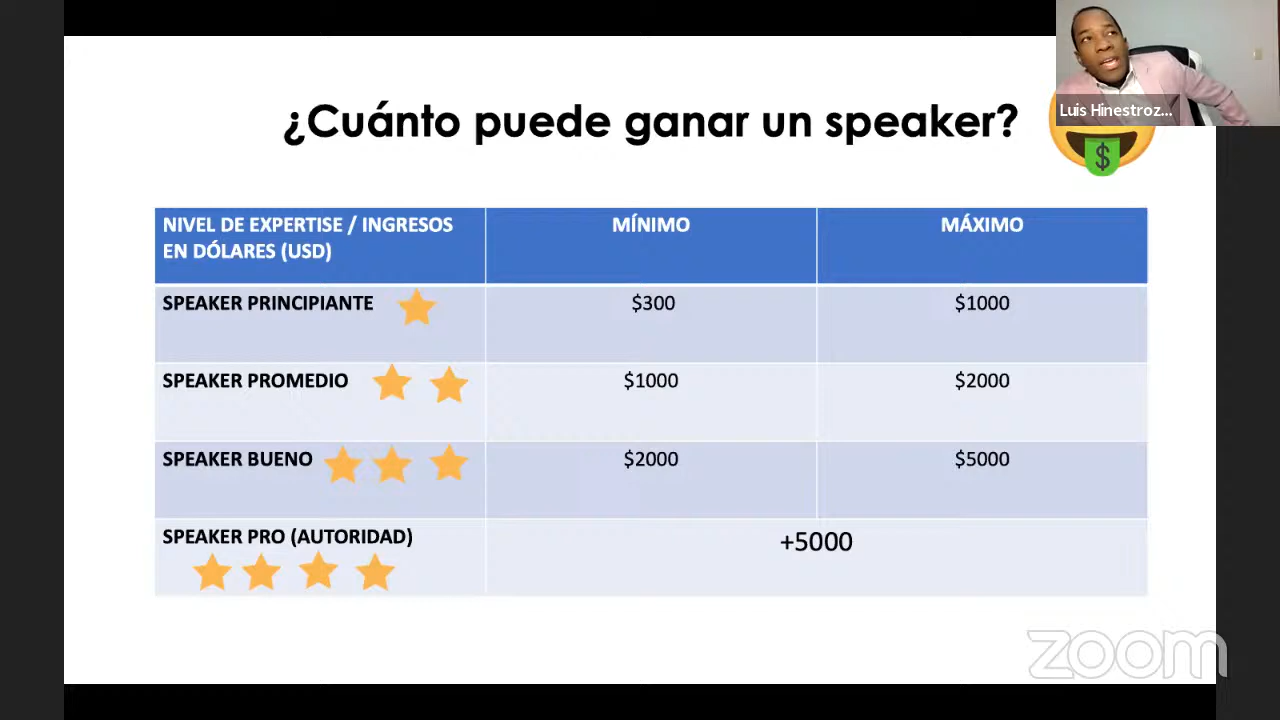 Luis Hinestroz...
¿Cuánto puede ganar un speaker?
$
NIVEL DE EXPERTISE / INGRESOS
EN DÓLARES (USD)
MÍNIMO
MÁXIMO
SPEAKER PRINCIPIANTE
$300
$1000
SPEAKER PROMEDIO
$1000
$2000
SPEAKER BUENO
$2000
$5000
SPEAKER PRO (AUTORIDAD)
+5000
zoom